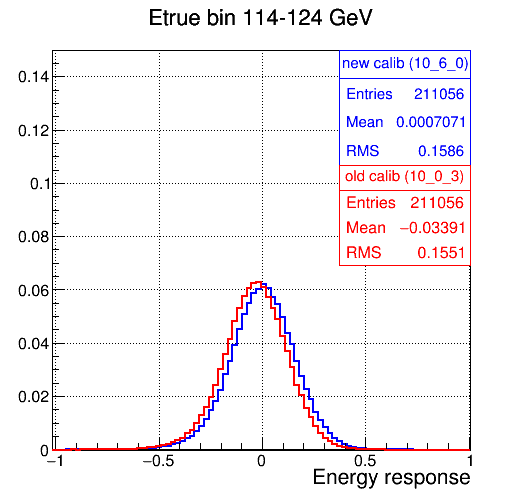 Etrue bin 114-124 GeV
new calib (10_6_0)
Entries 211056
Mean 0.0007071
RMS 0.1586
old calib (10_0_3)
Entries 211056
Mean −0.03391
RMS 0.1551
0.14
0.12
0.1
0.08
0.06
0.04
0.02
0
−1 −0.5 0 0.5 1
Energy response